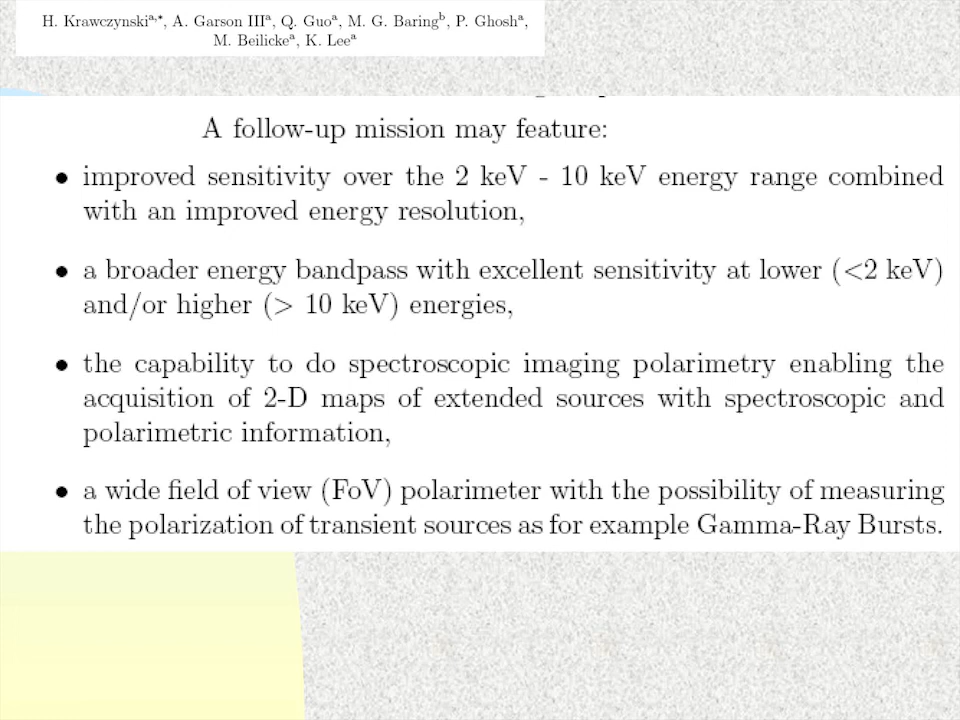 H. Krawczynski^a,*, A. Garson III^a, Q. Guo^a, M. G. Baring^b, P. Ghosh^a,
M. Beilicke^a, K. Lee^a
A follow-up mission may feature:
• improved sensitivity over the 2 keV - 10 keV energy range combined
with an improved energy resolution,
• a broader energy bandpass with excellent sensitivity at lower (<2 keV)
and/or higher (> 10 keV) energies,
• the capability to do spectroscopic imaging polarimetry enabling the
acquisition of 2-D maps of extended sources with spectroscopic and
polarimetric information,
• a wide field of view (FoV) polarimeter with the possibility of measuring
the polarization of transient sources as for example Gamma-Ray Bursts.